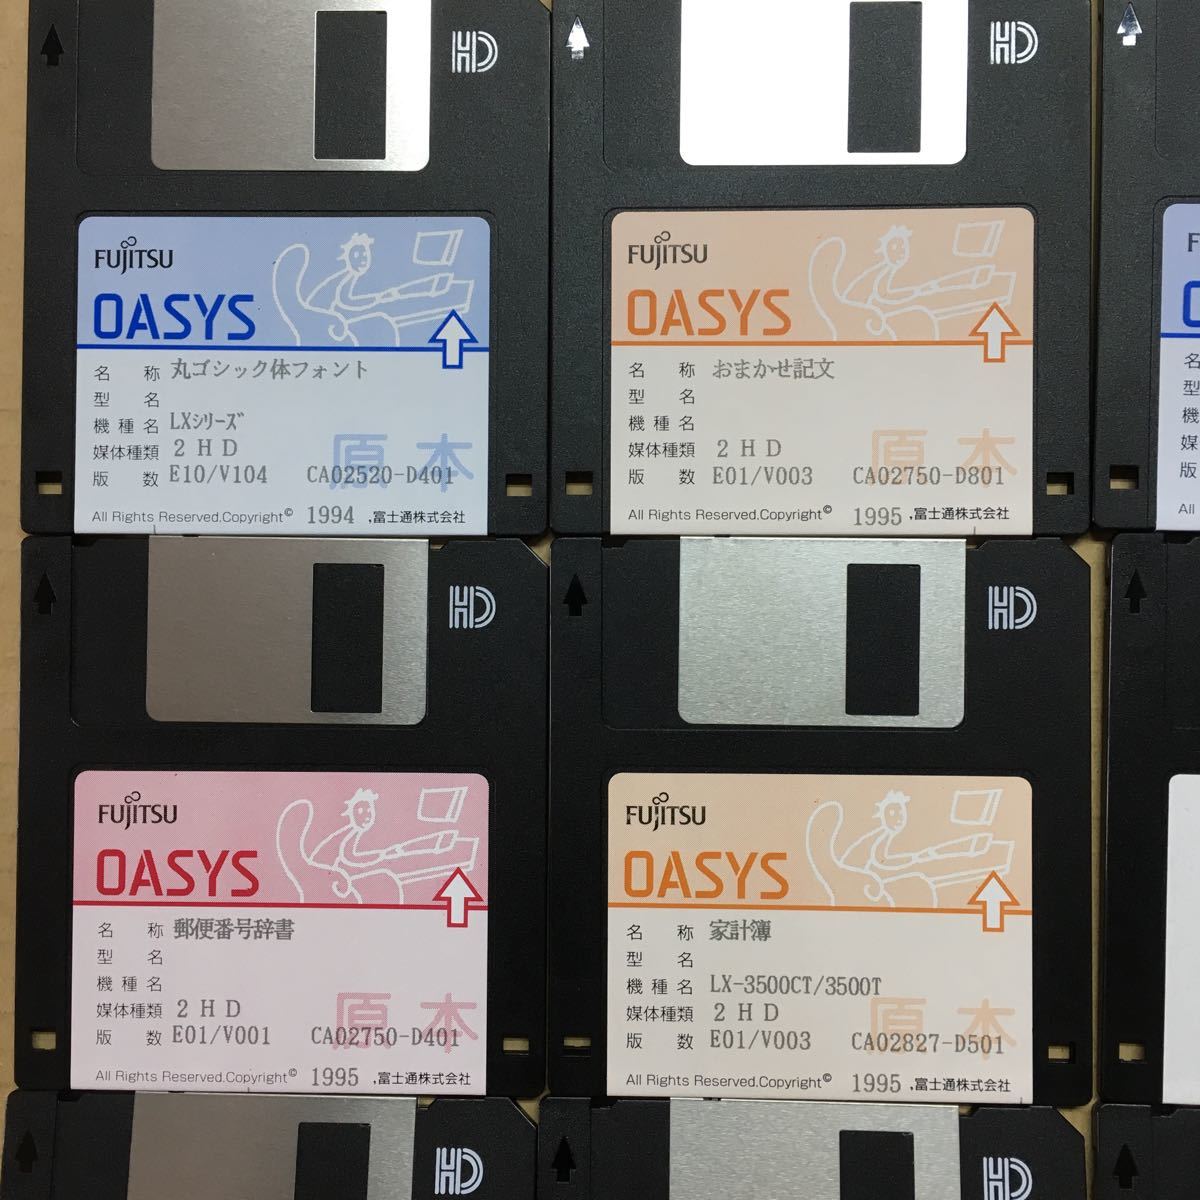 HD
FUJITSU
OASYS
名 称 丸ゴシック体フォント
型 名
機種名 LXシリーズ
媒体種類 2HD
原本
版 数 E10/V104 CA02520-D401
All Rights Reserved.Copyright© 1994 ,富士通株式会社
HD
FUJITSU
OASYS
名 称 おまかせ記文
型 名
機種名
媒体種類 2HD
原本
版 数 E01/V003 CA02750-D801
All Rights Reserved.Copyright© 1995 ,富士通株式会社
名
型
機
媒
版
All
HD
FUJITSU
OASYS
名 称 郵便番号辞書
型 名
機種名
媒体種類 2HD
原本
版 数 E01/V001 CA02750-D401
All Rights Reserved.Copyright© 1995 ,富士通株式会社
HD
FUJITSU
OASYS
名 称 家計簿
型 名
機種名 LX-3500CT/3500T
媒体種類 2HD
原本
版 数 E01/V003 CA02827-D501
All Rights Reserved.Copyright© 1995 ,富士通株式会社
HD
HD